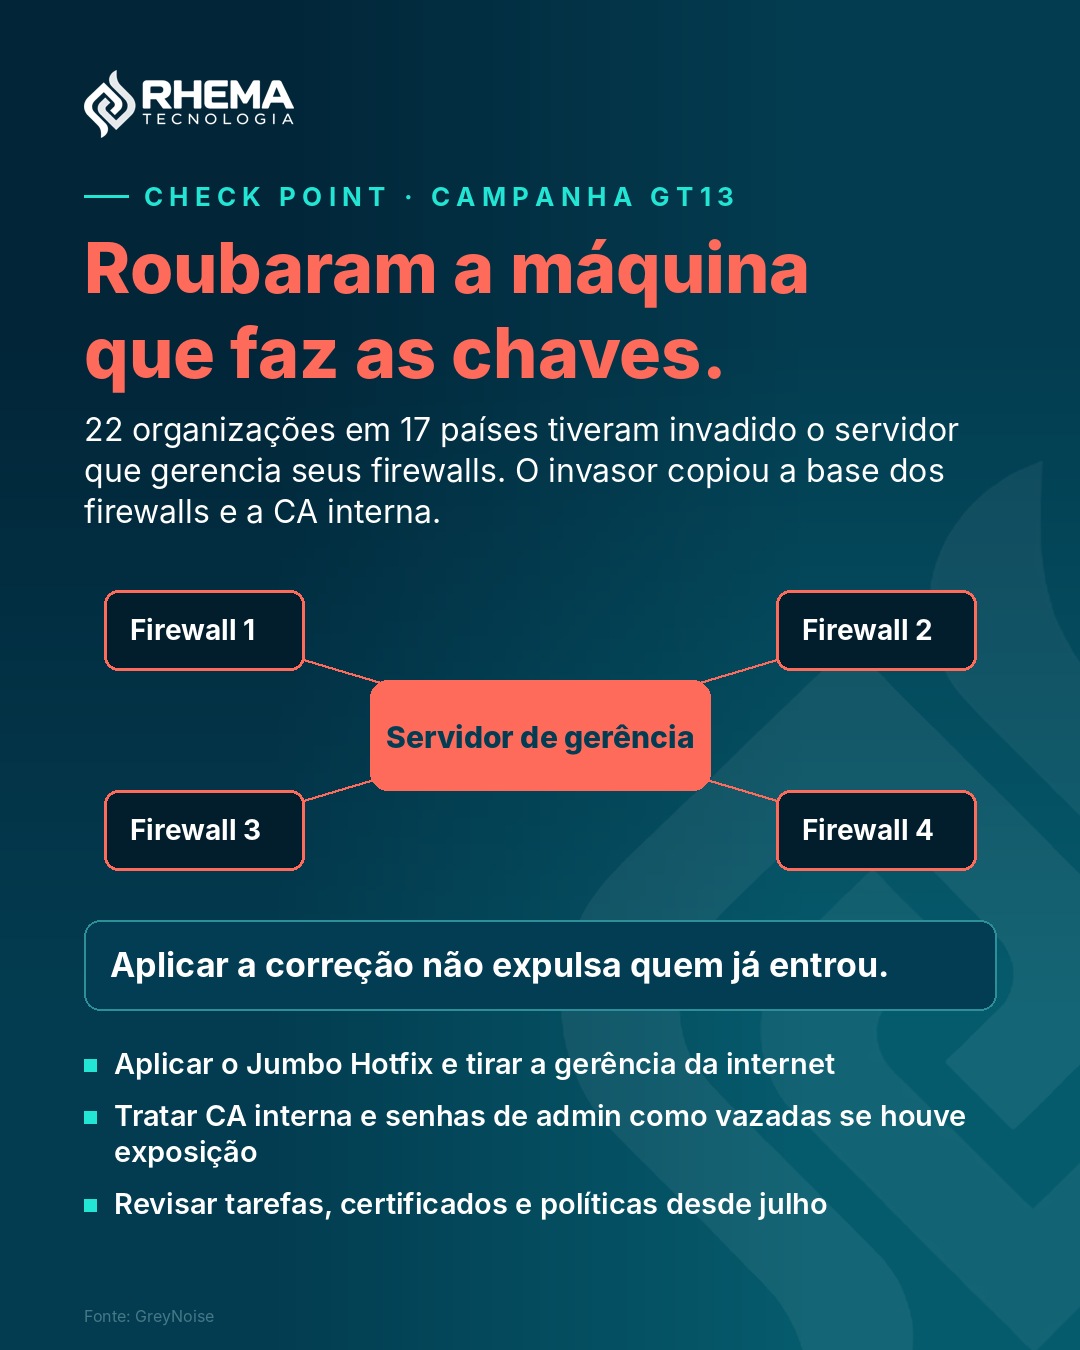 RHEMA
TECNOLOGIA
CHECK POINT · CAMPANHA GT13
Roubaram a máquina
que faz as chaves.
22 organizações em 17 países tiveram invadido o servidor
que gerencia seus firewalls. O invasor copiou a base dos
firewalls e a CA interna.
Firewall 1
Firewall 2
Servidor de gerência
Firewall 3
Firewall 4
Aplicar a correção não expulsa quem já entrou.
Aplicar o Jumbo Hotfix e tirar a gerência da internet
Tratar CA interna e senhas de admin como vazadas se houve
exposição
Revisar tarefas, certificados e políticas desde julho
Fonte: GreyNoise